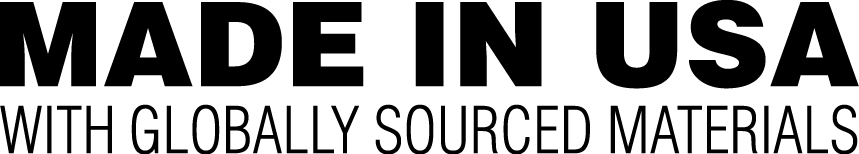 MADE IN USA
WITH GLOBALLY SOURCED MATERIALS